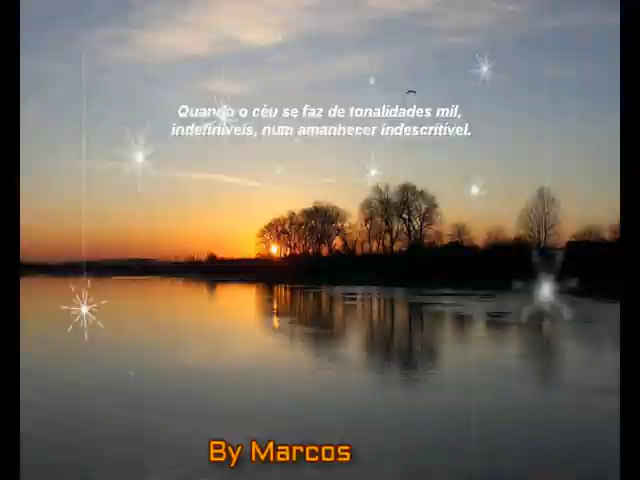 Quando o céu se faz de tonalidades mil,
indefiníveis, num amanhecer indescritível.
By Marcos